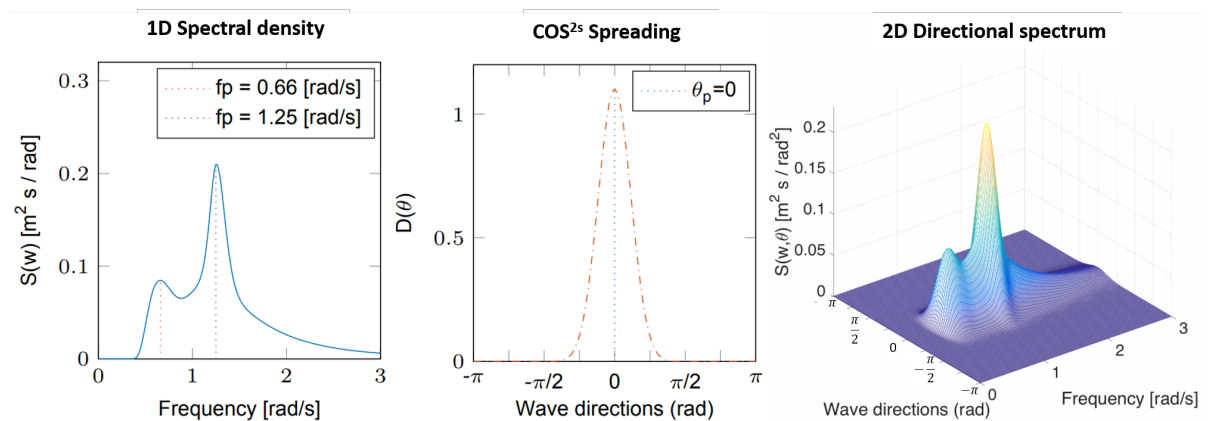 1D Spectral density
fp = 0.66 [rad/s]
fp = 1.25 [rad/s]
S(w) [m² s / rad]
0.3
0.2
0.1
0
0 1 2 3
Frequency [rad/s]
COS²ˢ Spreading
θp=0
D(θ)
1
0.5
0
-π -π/2 0 π/2 π
Wave directions (rad)
2D Directional spectrum
S(w,θ) [m² s / rad²]
0.2
0.15
0.1
0.05
0
π
π/2
0
-π/2
-π
Wave directions (rad)
0 1 2 3
Frequency [rad/s]